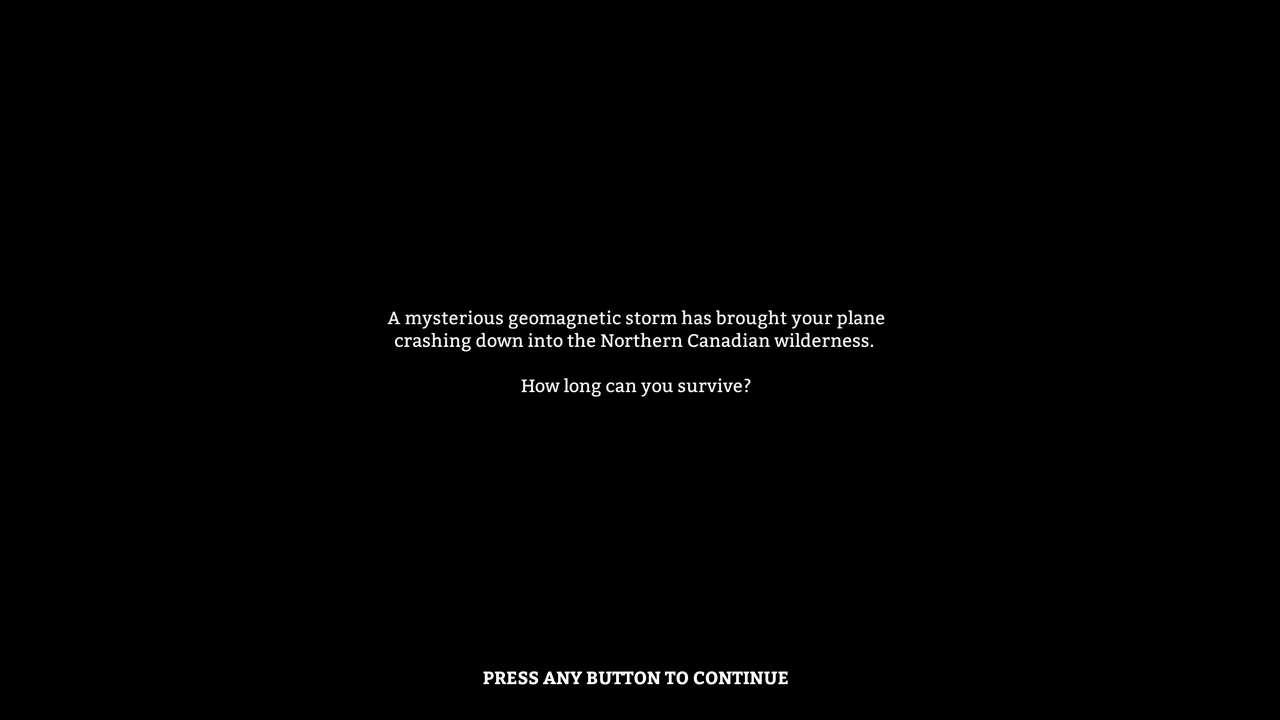 A mysterious geomagnetic storm has brought your plane
crashing down into the Northern Canadian wilderness.
How long can you survive?
PRESS ANY BUTTON TO CONTINUE